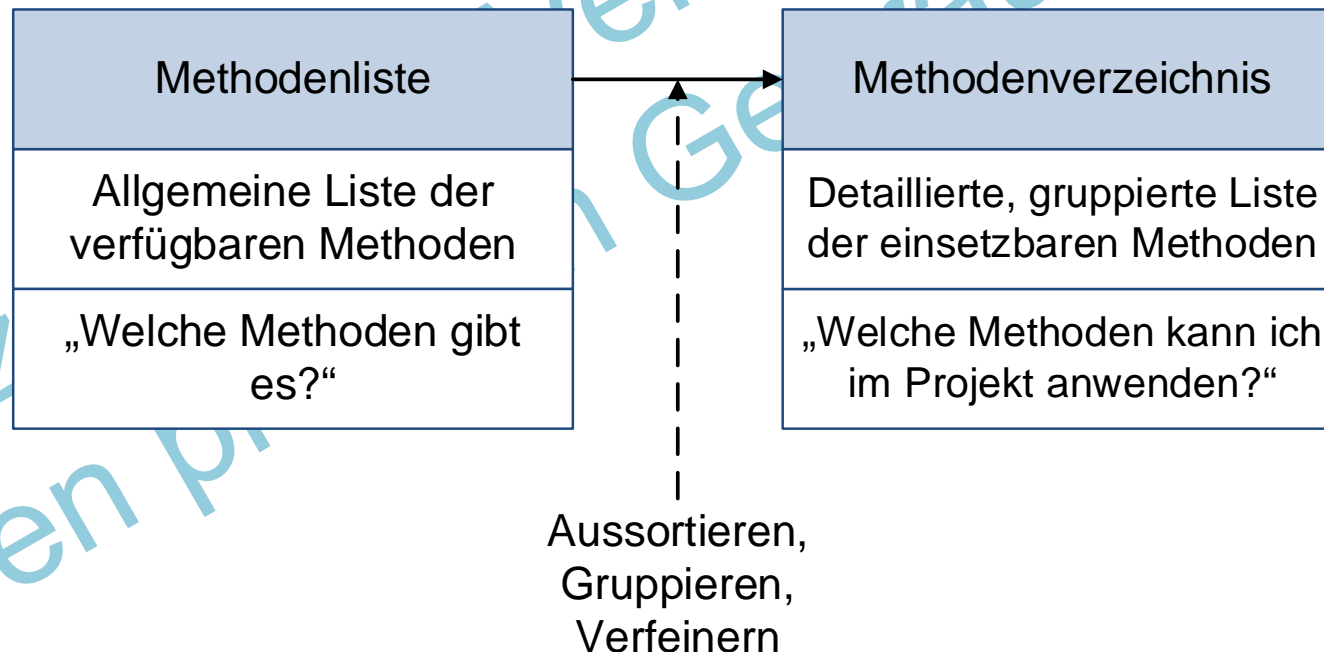 Methodenliste
Allgemeine Liste der
verfügbaren Methoden
„Welche Methoden gibt
es?“
Methodenverzeichnis
Detaillierte, gruppierte Liste
der einsetzbaren Methoden
„Welche Methoden kann ich
im Projekt anwenden?“
Aussortieren,
Gruppieren,
Verfeinern